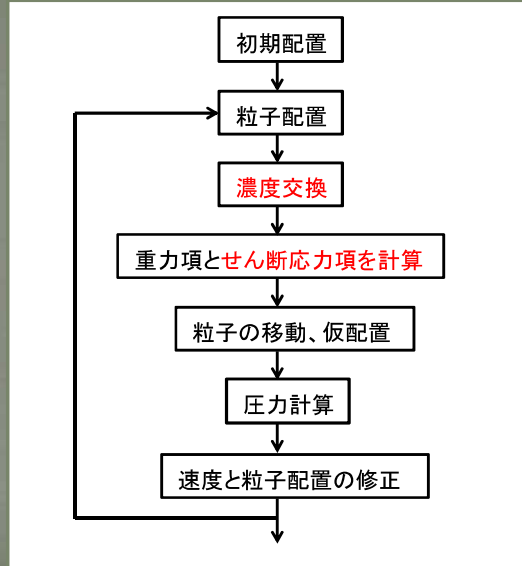 初期配置
粒子配置
濃度交換
重力項とせん断応力項を計算
粒子の移動、仮配置
圧力計算
速度と粒子配置の修正